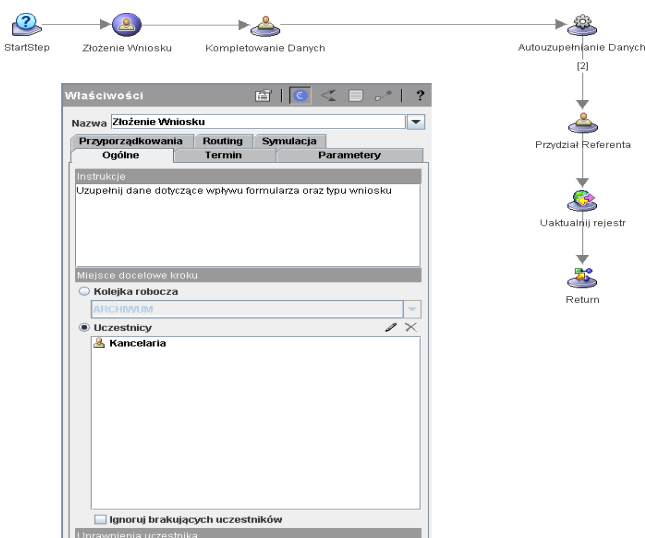 StartStep
Złożenie Wniosku
Kompletowanie Danych
Autouzupełnianie Danych
[2]
Przydział Referenta
Uaktualnij rejestr
Return
Właściwości
?
Nazwa Złożenie Wniosku
Przyporządkowania Routing Symulacja
Ogólne Termin Parametery
Instrukcje
Uzupełnij dane dotyczące wpływu formularza oraz typu wniosku
Miejsce docelowe kroku
Kolejka robocza
ARCHIWUM
Uczestnicy
Kancelaria
Ignoruj brakujących uczestników
Uprawnienia uczestnika